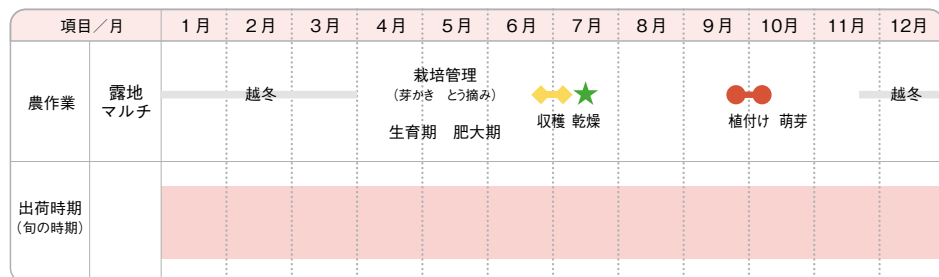 項目／月 1月 2月 3月 4月 5月 6月 7月 8月 9月 10月 11月 12月
農作業
露地
マルチ
越冬
栽培管理
（芽かき とう摘み）
生育期 肥大期
収穫 乾燥
植付け 萌芽
越冬
出荷時期
（旬の時期）